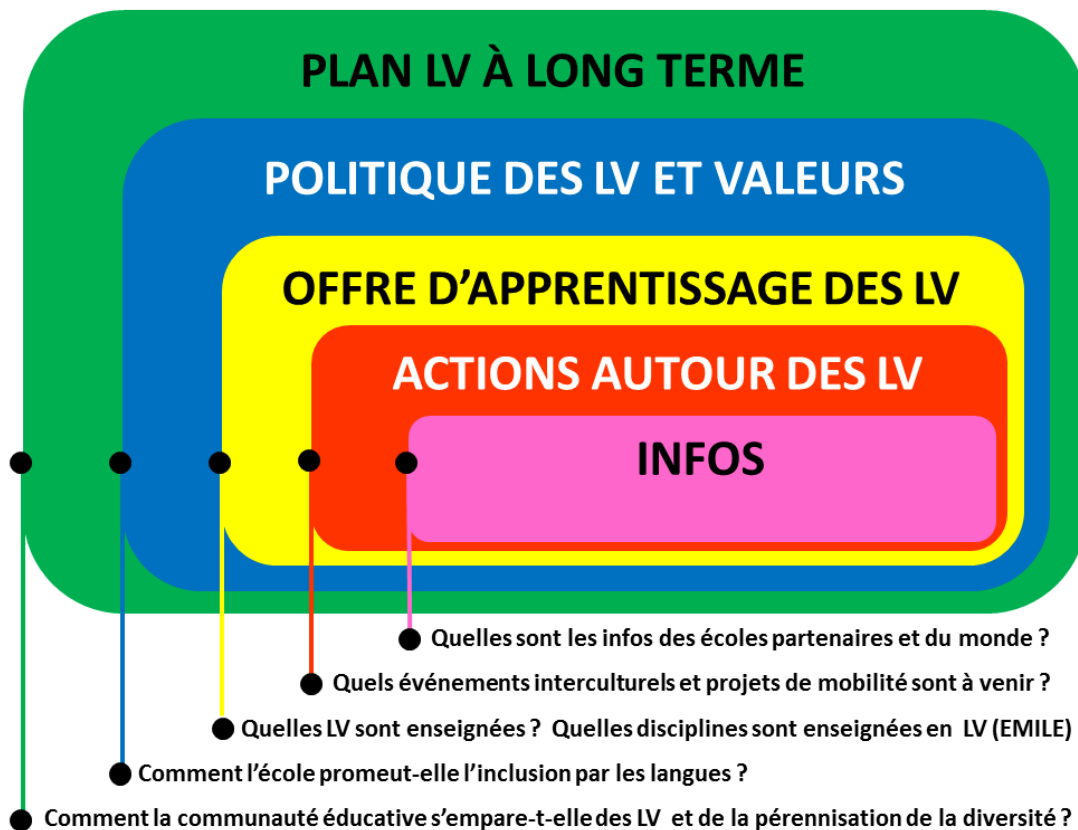 PLAN LV À LONG TERME
POLITIQUE DES LV ET VALEURS
OFFRE D’APPRENTISSAGE DES LV
ACTIONS AUTOUR DES LV
INFOS
Quelles sont les infos des écoles partenaires et du monde ?
Quels événements interculturels et projets de mobilité sont à venir ?
Quelles LV sont enseignées ? Quelles disciplines sont enseignées en LV (EMILE)
Comment l’école promeut-elle l’inclusion par les langues ?
Comment la communauté éducative s’empare-t-elle des LV et de la pérennisation de la diversité ?